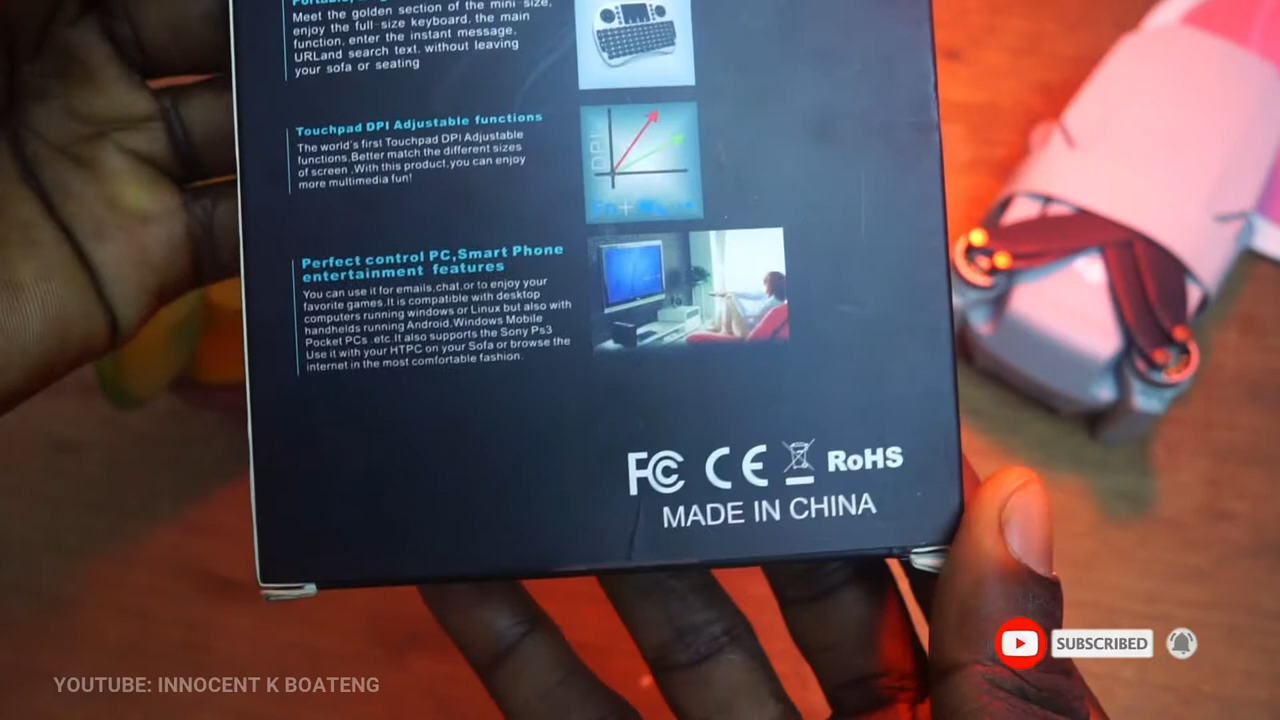 Meet the golden section of the mini size,
enjoy the full size keyboard, the main
function, enter the instant message,
URLand search text, without leaving
your sofa or seating
Touchpad DPI Adjustable functions
The world's first Touchpad DPI Adjustable
functions,Better match the different sizes
of screen ,With this product,you can enjoy
more multimedia fun!
DPI
Perfect control PC,Smart Phone
entertainment features
You can use it for emails,chat,or to enjoy your
favorite games.It is compatible with desktop
computers running windows or Linux but also with
handhelds running Android,Windows Mobile
Pocket PCs .etc.It also supports the Sony Ps3
Use it with your HTPC on your Sofa or browse the
internet in the most comfortable fashion.
FC CE RoHS
MADE IN CHINA
SUBSCRIBED
YOUTUBE: INNOCENT K BOATENG